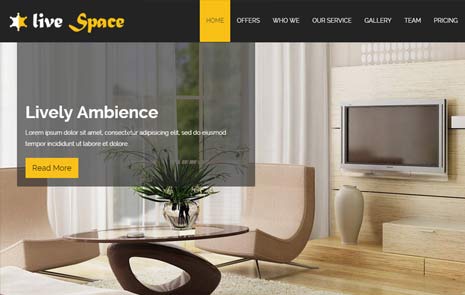 live Space
HOME OFFERS WHO WE OUR SERVICE GALLERY TEAM PRICING
Lively Ambience
Lorem ipsum dolor sit amet, consectetur adipisicing elit, sed do eiusmod
tempor incididunt ut labore et dolore
Read More